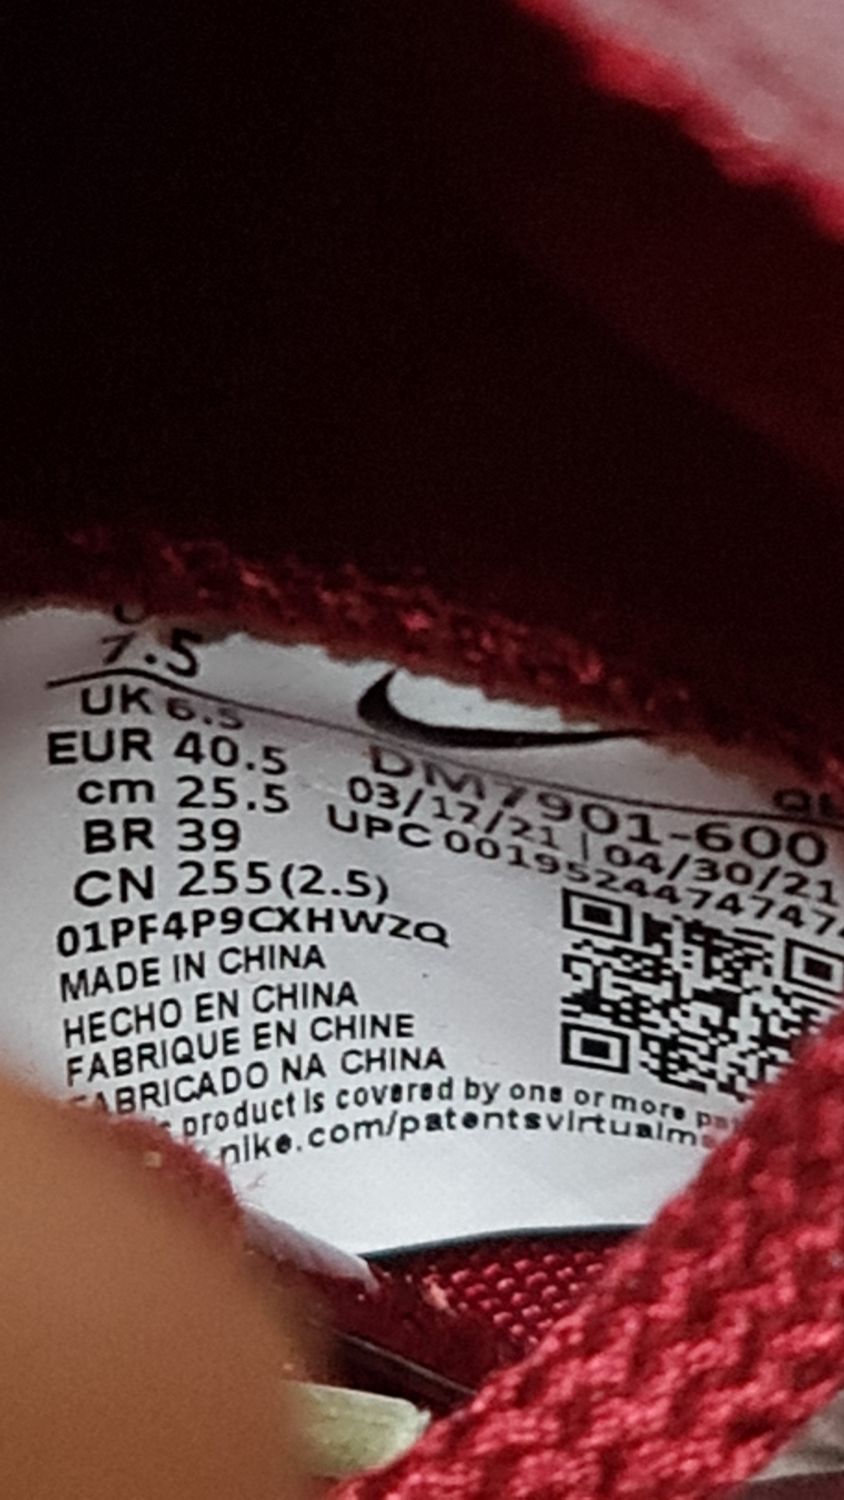 7.5
UK 6.5
EUR 40.5
cm 25.5
BR 39
CN 255(2.5)
01PF4P9CXHWZQ
MADE IN CHINA
HECHO EN CHINA
FABRIQUE EN CHINE
FABRICADO NA CHINA
product is covered by one or more
nike.com/patents
DM7901-600
03/17/21 | 04/30/21
UPC 00195244747474